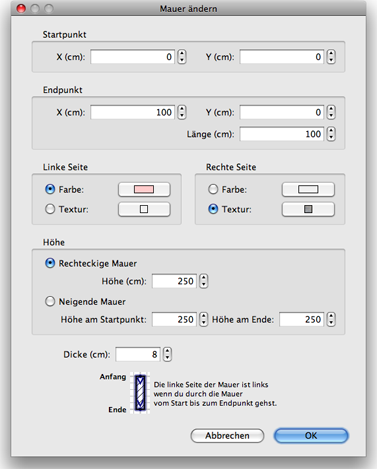 Mauer ändern
Startpunkt
X (cm): 0 Y (cm): 0
Endpunkt
X (cm): 100 Y (cm): 0
Länge (cm): 100
Linke Seite Rechte Seite
Farbe: Farbe:
Textur: Textur:
Höhe
Rechteckige Mauer
Höhe (cm): 250
Neigende Mauer
Höhe am Startpunkt: 250 Höhe am Ende: 250
Dicke (cm): 8
Anfang
Die linke Seite der Mauer ist links
wenn du durch die Mauer
vom Start bis zum Endpunkt gehst.
Ende
Abbrechen OK